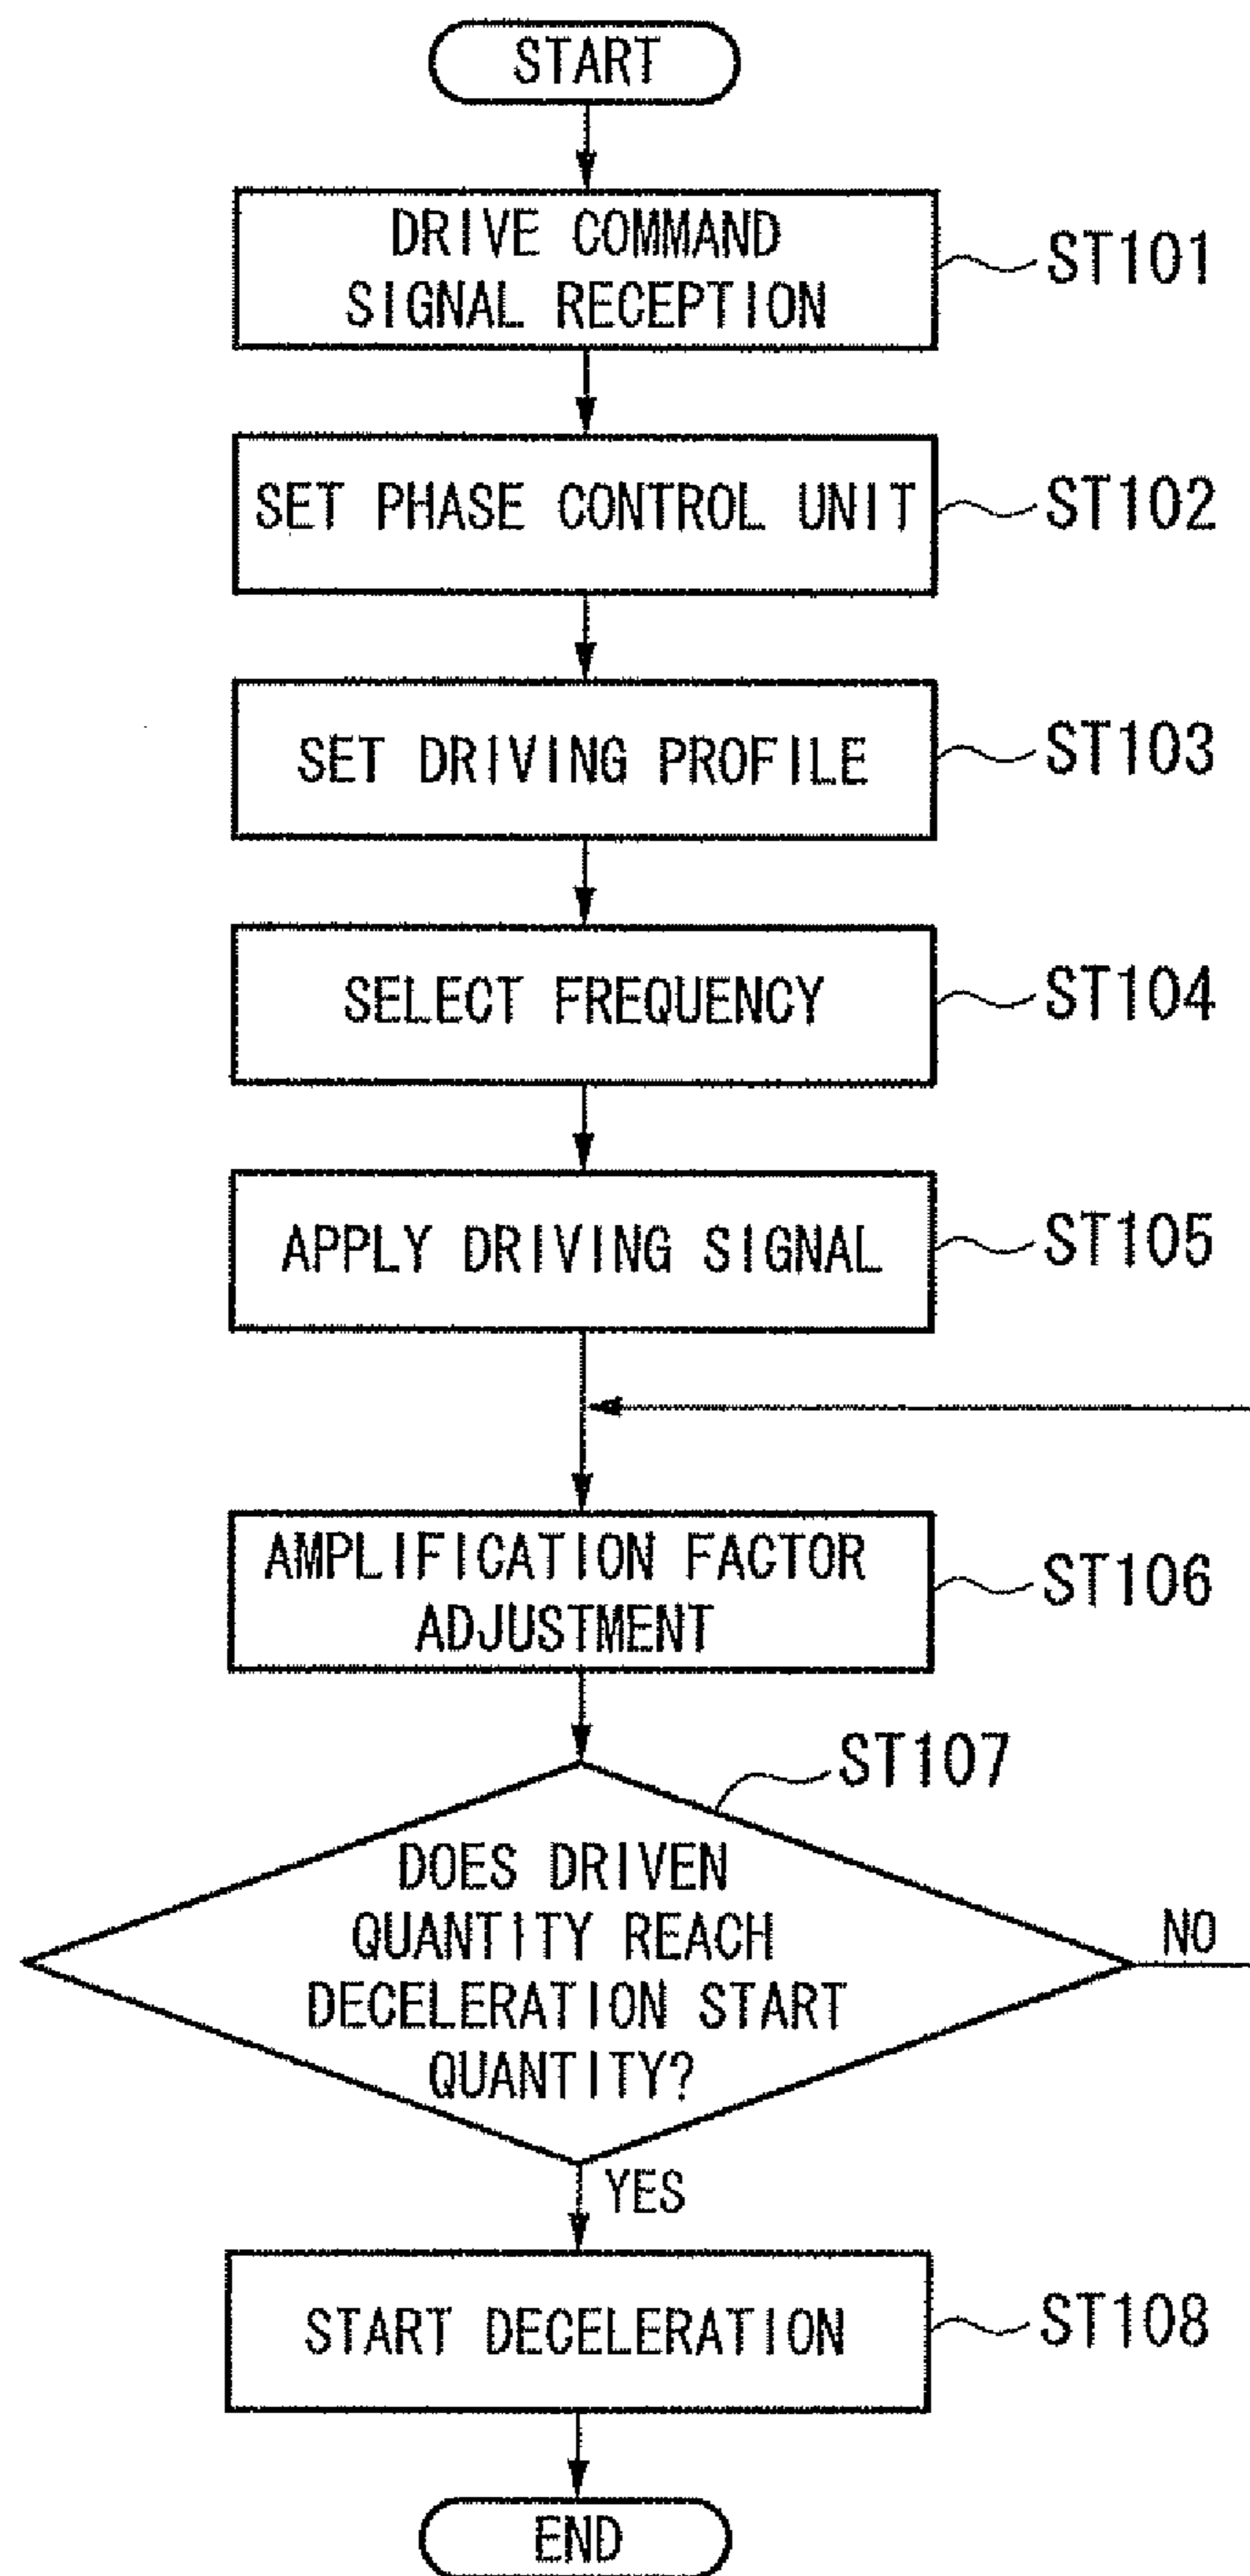 START
DRIVE COMMAND
SIGNAL RECEPTION
ST101
SET PHASE CONTROL UNIT
ST102
SET DRIVING PROFILE
ST103
SELECT FREQUENCY
ST104
APPLY DRIVING SIGNAL
ST105
AMPLIFICATION FACTOR
ADJUSTMENT
ST106
ST107
DOES DRIVEN
QUANTITY REACH
DECELERATION START
QUANTITY?
NO
YES
START DECELERATION
ST108
END